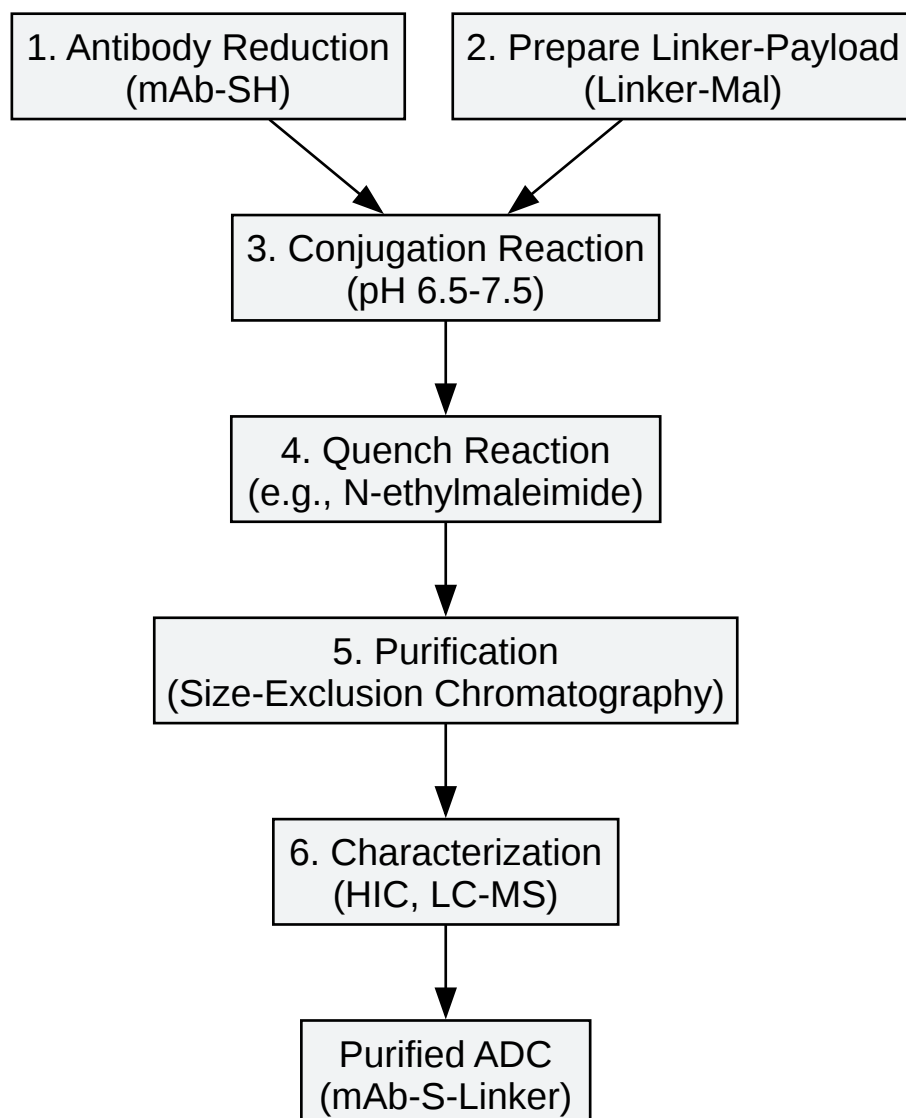 1. Antibody Reduction
(mAb-SH)
2. Prepare Linker-Payload
(Linker-Mal)
3. Conjugation Reaction
(pH 6.5-7.5)
4. Quench Reaction
(e.g., N-ethylmaleimide)
5. Purification
(Size-Exclusion Chromatography)
6. Characterization
(HIC, LC-MS)
Purified ADC
(mAb-S-Linker)